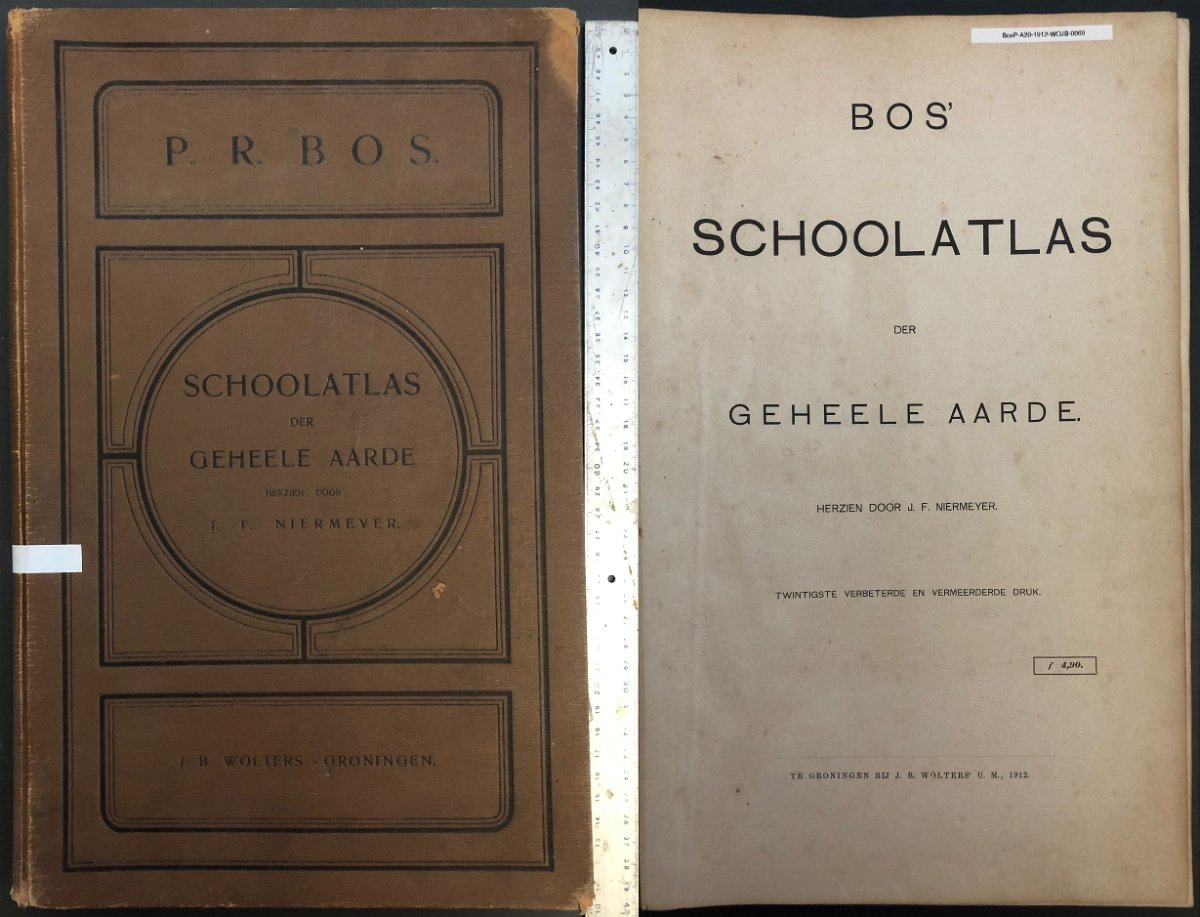 P. R. BOS.
SCHOOLATLAS
DER
GEHEELE AARDE
HERZIEN DOOR
J. F. NIERMEYER.
J. B. WOLTERS - GRONINGEN.
BosP-A20-1912-WDJB-0069
BOS'
SCHOOLATLAS
DER
GEHEELE AARDE.
HERZIEN DOOR J. F. NIERMEYER.
TWINTIGSTE VERBETERDE EN VERMEERDERDE DRUK.
f 4,90.
TE GRONINGEN BIJ J. B. WOLTERS' U. M., 1912.